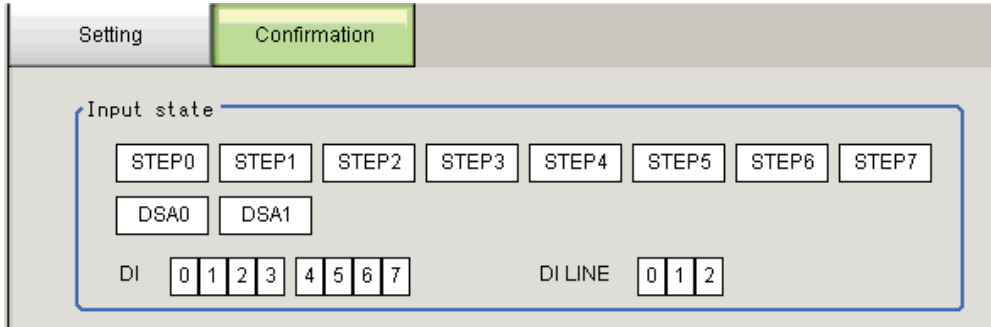 Setting Confirmation
Input state
STEP0 STEP1 STEP2 STEP3 STEP4 STEP5 STEP6 STEP7
DSA0 DSA1
DI 0 1 2 3 4 5 6 7 DI LINE 0 1 2